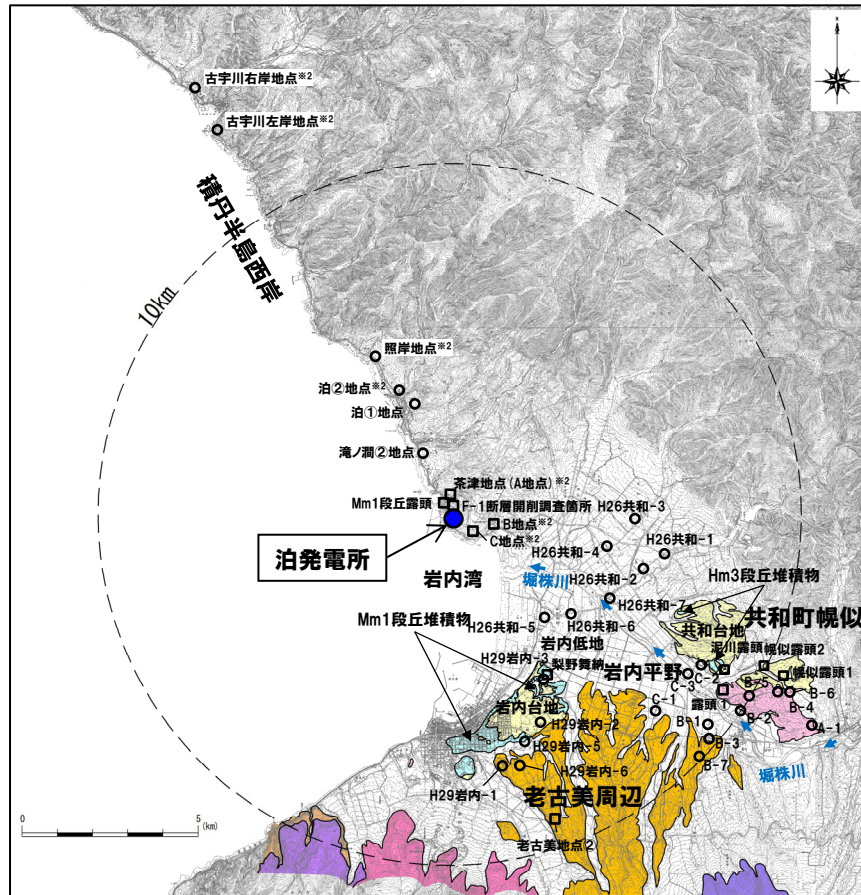 N
古宇川右岸地点※2
古宇川左岸地点※2
積丹半島西岸
10km
照岸地点※2
泊②地点※2
泊①地点
滝ノ澗②地点
茶津地点(A地点)※2
Mm1段丘露頭
F-1断層開削調査箇所
B地点※2
C地点※2
泊発電所
岩内湾
H26共和-3
H26共和-4
H26共和-1
堀株川
H26共和-2
Hm3段丘堆積物
H26共和-7
Mm1段丘堆積物
H26共和-5
H26共和-6
共和町幌似
共和台地
岩内低地
泥川露頭
幌似露頭2
H29岩内-3
梨野舞納
岩内平野
C-2
幌似露頭1
C-3
B-5
B-6
岩内台地
C-1
露頭①
B-4
H29岩内-2
B-1
B-2
A-1
H29岩内-5
B-3
H29岩内-6
B-7
堀株川
H29岩内-1
老古美周辺
老古美地点2
0
5
(km)